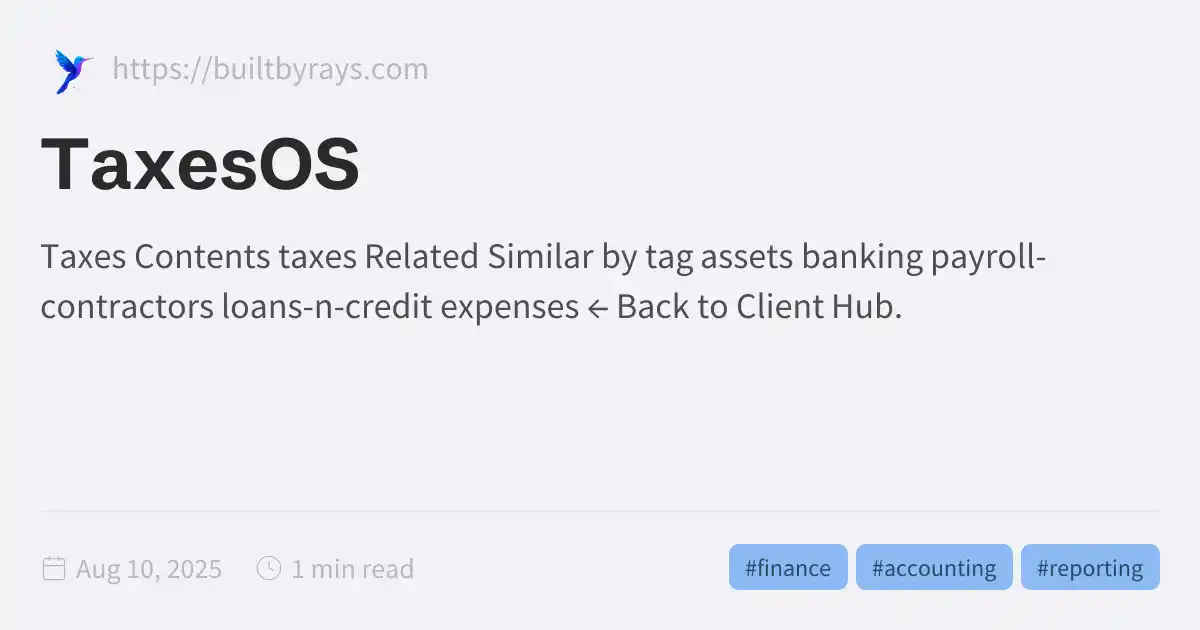 https://builtbyrays.com
TaxesOS
Taxes Contents taxes Related Similar by tag assets banking payroll-
contractors loans-n-credit expenses ← Back to Client Hub.
Aug 10, 2025 1 min read #finance #accounting #reporting